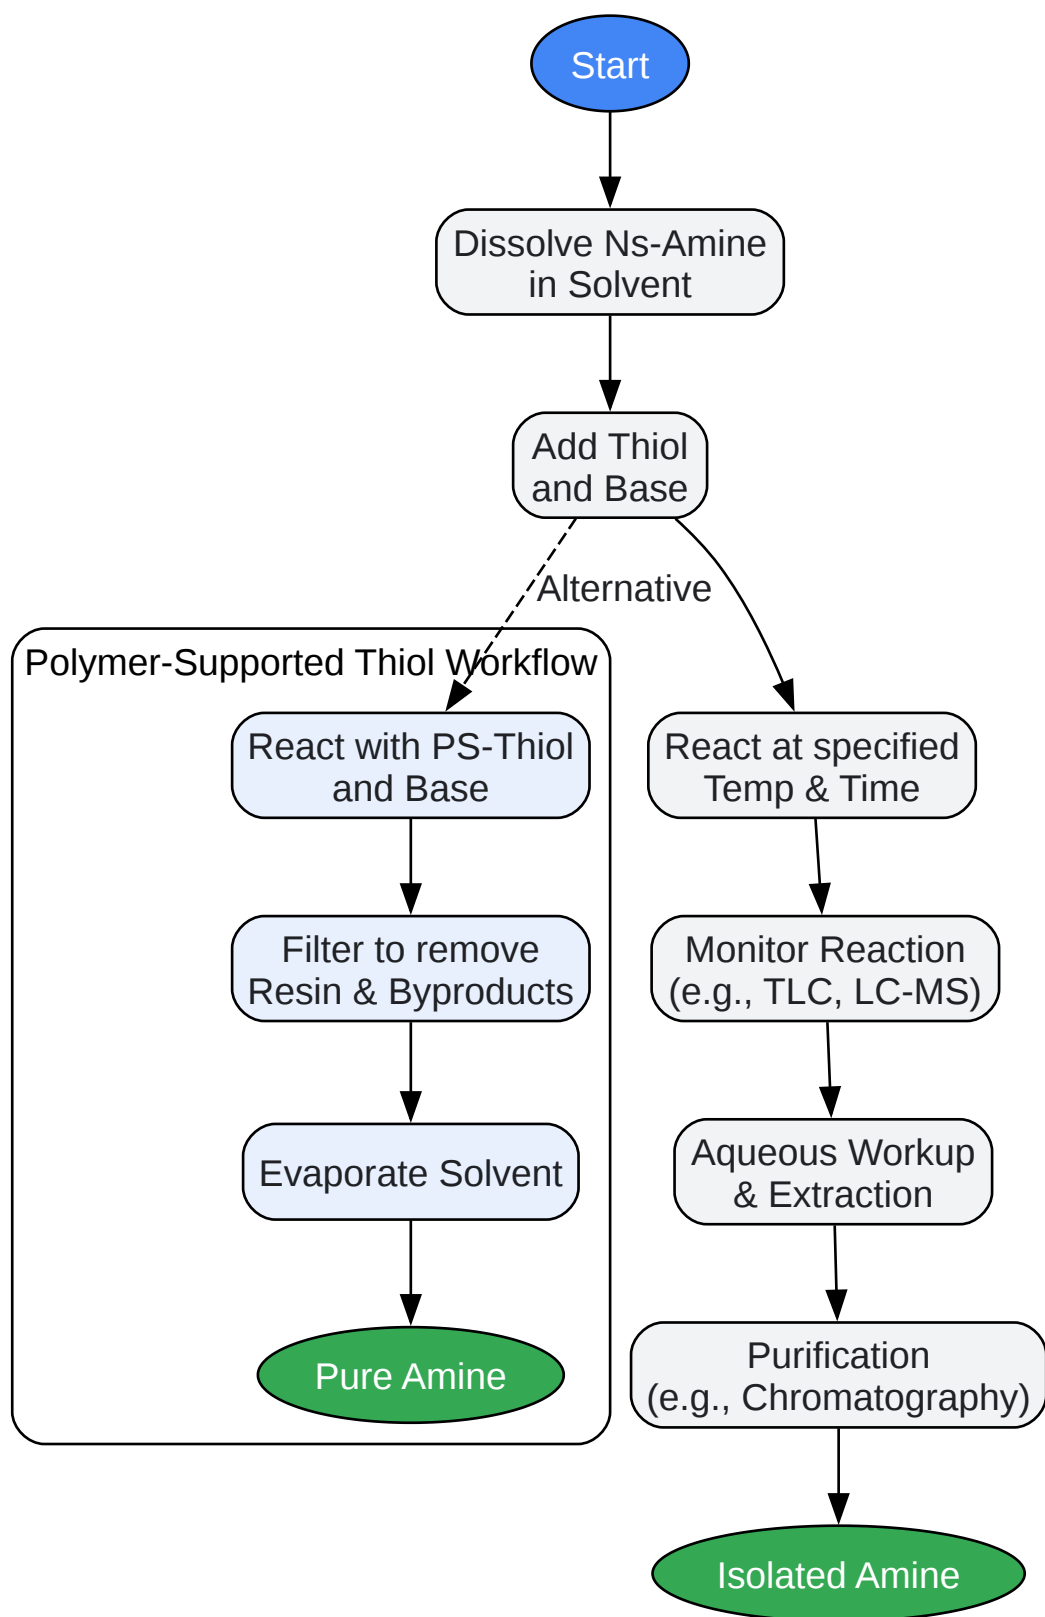 Start
Dissolve Ns-Amine
in Solvent
Add Thiol
and Base
Alternative
Polymer-Supported Thiol Workflow
React with PS-Thiol
and Base
Filter to remove
Resin & Byproducts
Evaporate Solvent
Pure Amine
React at specified
Temp & Time
Monitor Reaction
(e.g., TLC, LC-MS)
Aqueous Workup
& Extraction
Purification
(e.g., Chromatography)
Isolated Amine